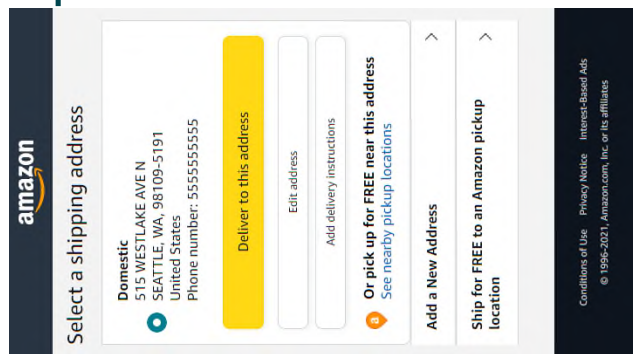 amazon
Select a shipping address
Domestic
515 WESTLAKE AVE N
SEATTLE, WA, 98109-5191
United States
Phone number: 5555555555
Deliver to this address
Edit address
Add delivery instructions
a
Or pick up for FREE near this address
See nearby pickup locations
Add a New Address
Ship for FREE to an Amazon pickup
location
Conditions of Use Privacy Notice Interest-Based Ads
© 1996-2021, Amazon.com, Inc. or its affiliates